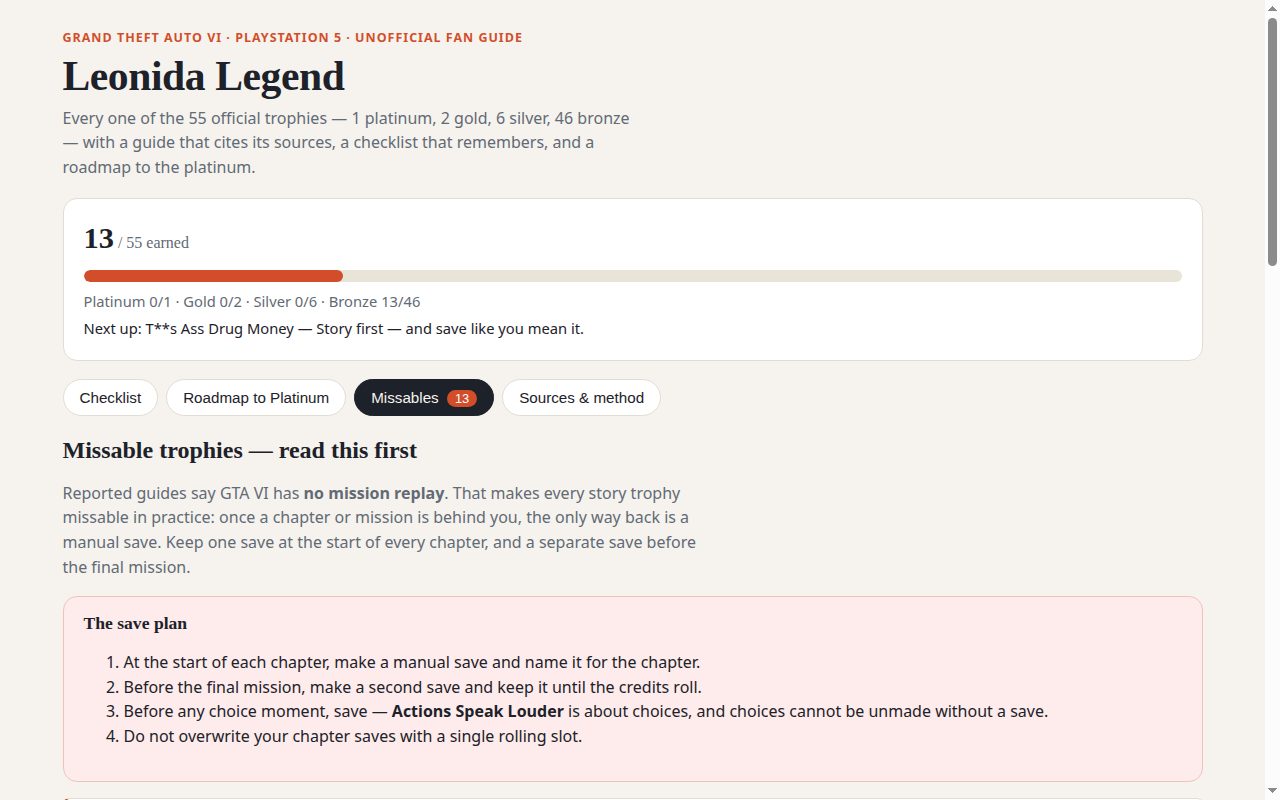 GRAND THEFT AUTO VI · PLAYSTATION 5 · UNOFFICIAL FAN GUIDE
Leonida Legend
Every one of the 55 official trophies — 1 platinum, 2 gold, 6 silver, 46 bronze
— with a guide that cites its sources, a checklist that remembers, and a
roadmap to the platinum.
13 / 55 earned
Platinum 0/1 · Gold 0/2 · Silver 0/6 · Bronze 13/46
Next up: T**s Ass Drug Money — Story first — and save like you mean it.
Checklist Roadmap to Platinum Missables 13 Sources & method
Missable trophies — read this first
Reported guides say GTA VI has no mission replay. That makes every story trophy
missable in practice: once a chapter or mission is behind you, the only way back is a
manual save. Keep one save at the start of every chapter, and a separate save before
the final mission.
The save plan
1. At the start of each chapter, make a manual save and name it for the chapter.
2. Before the final mission, make a second save and keep it until the credits roll.
3. Before any choice moment, save — Actions Speak Louder is about choices, and choices cannot be unmade without a save.
4. Do not overwrite your chapter saves with a single rolling slot.